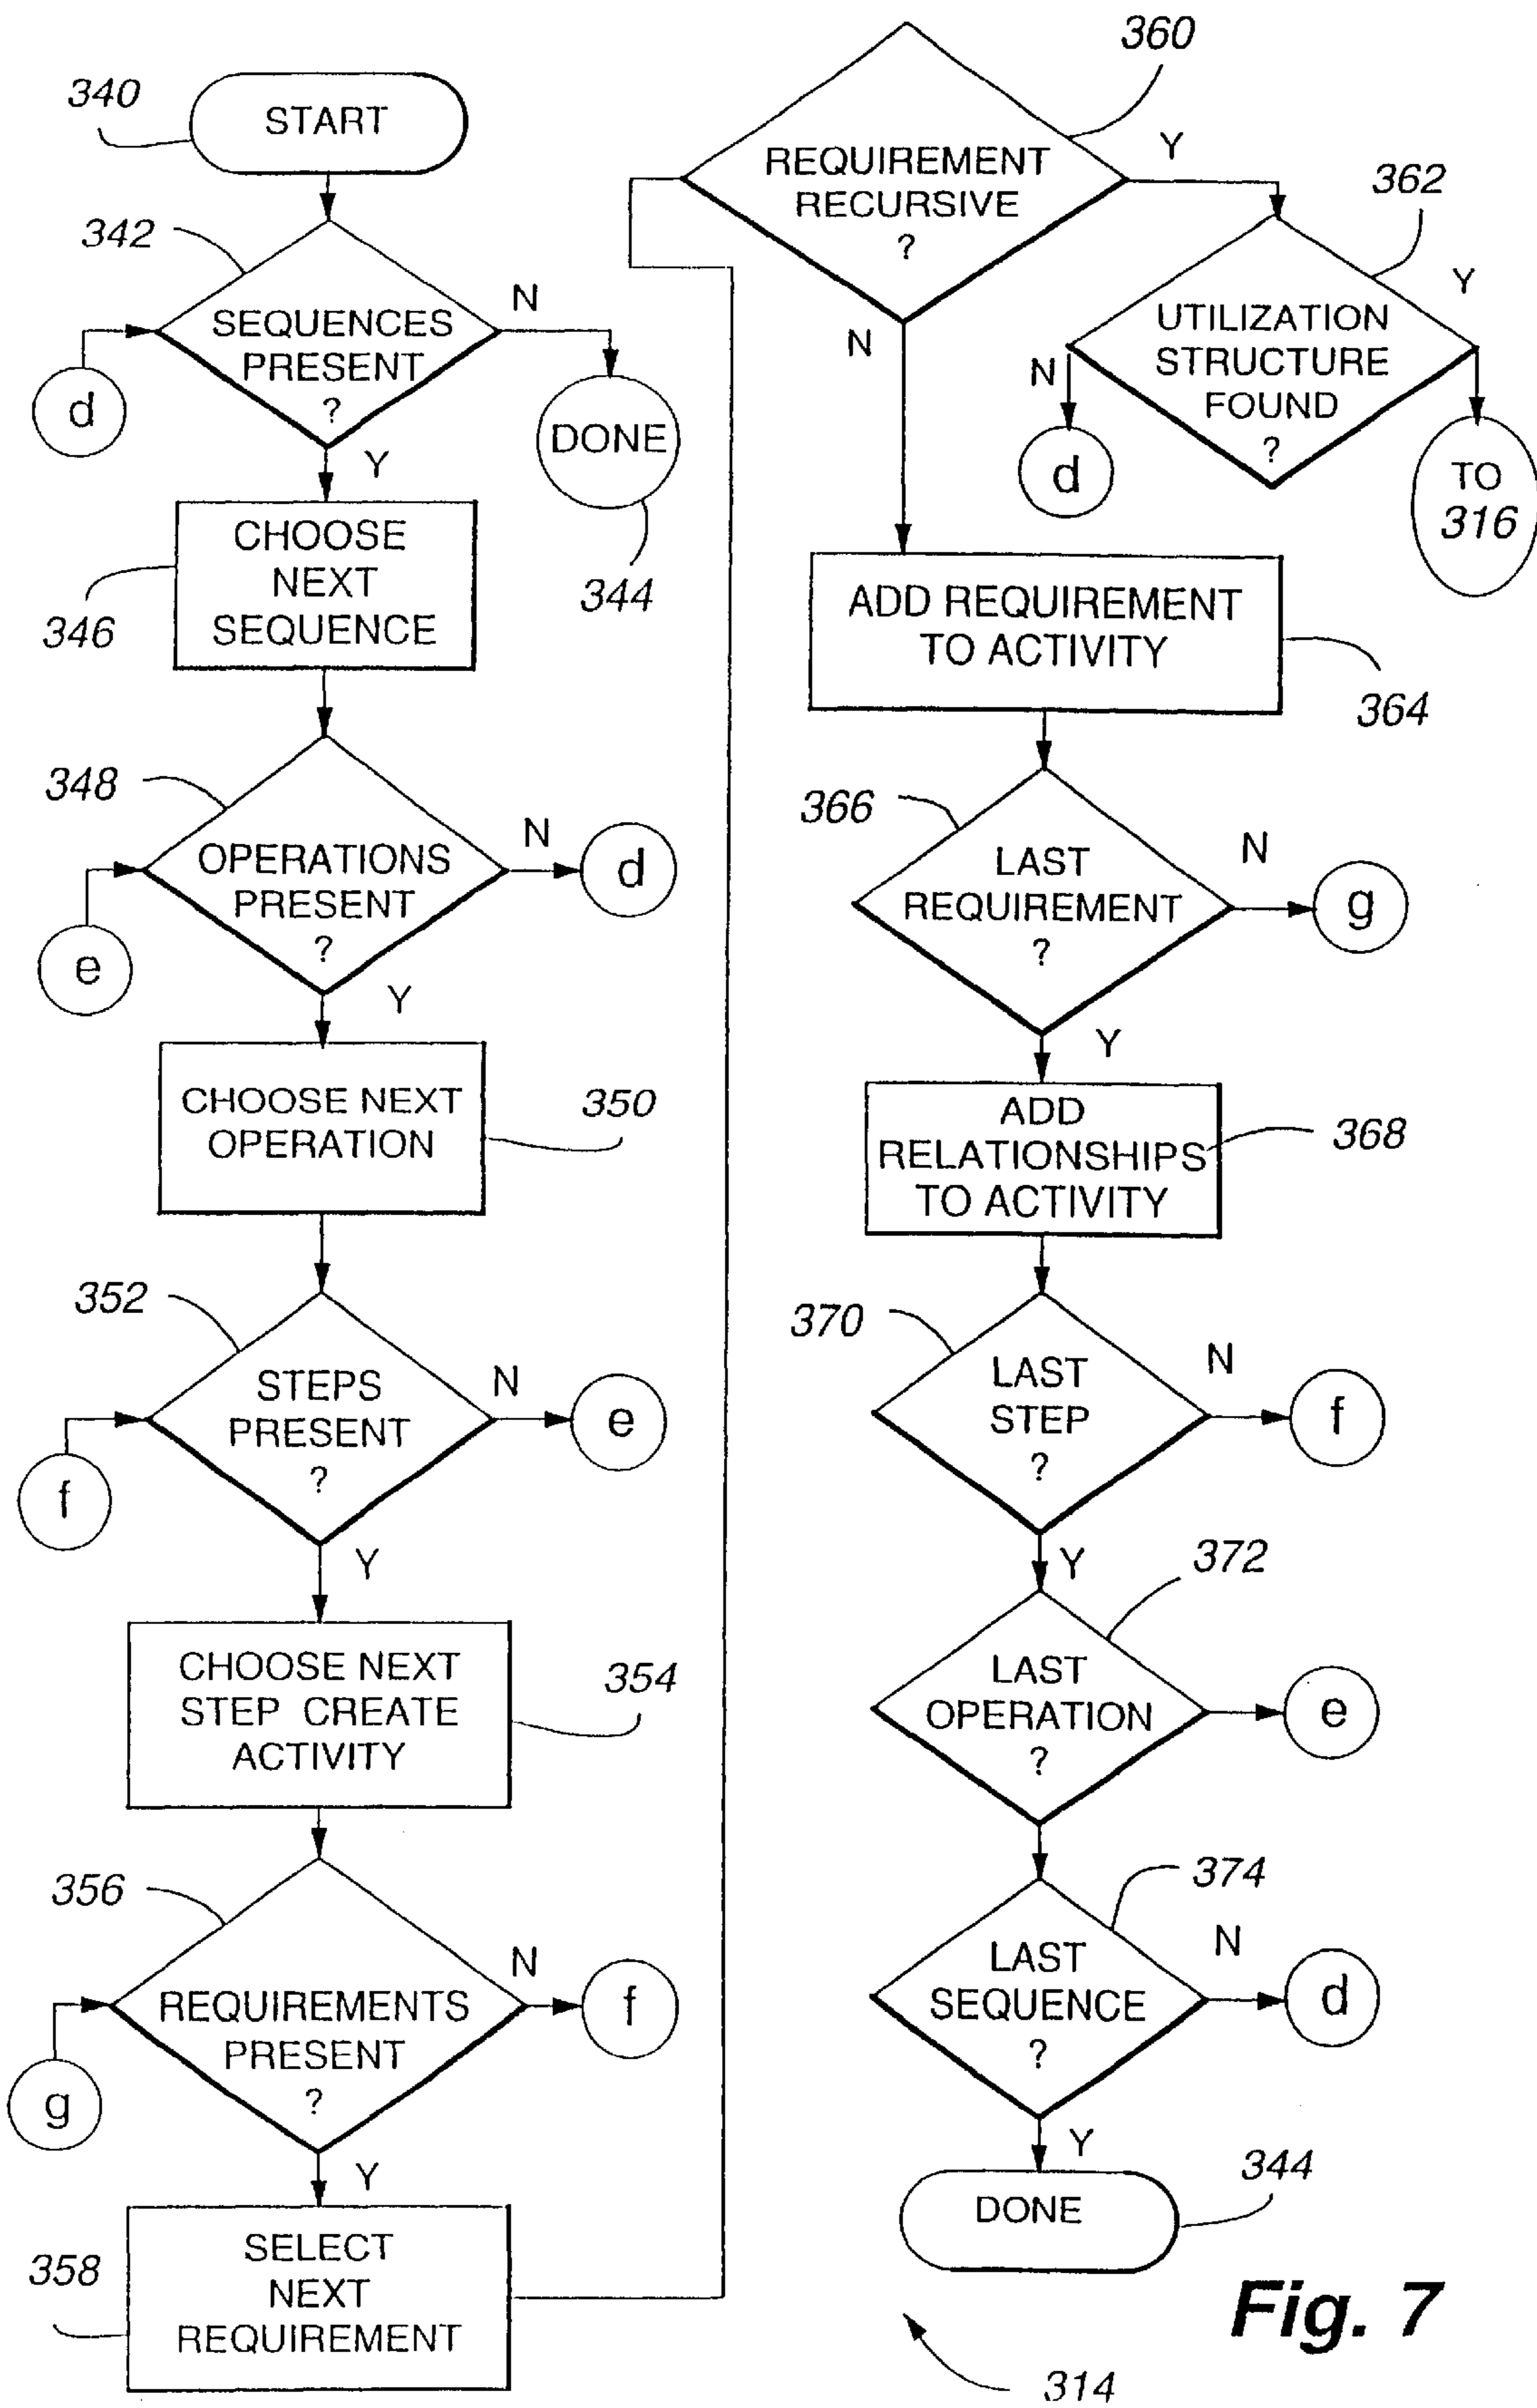 340
START
342
SEQUENCES
PRESENT
?
N
d
Y
DONE
344
CHOOSE
NEXT
SEQUENCE
346
348
OPERATIONS
PRESENT
?
N
d
e
Y
CHOOSE NEXT
OPERATION
350
352
STEPS
PRESENT
?
N
e
f
Y
CHOOSE NEXT
STEP CREATE
ACTIVITY
354
356
REQUIREMENTS
PRESENT
?
N
f
g
Y
SELECT
NEXT
REQUIREMENT
358
360
REQUIREMENT
RECURSIVE
?
Y
N
362
UTILIZATION
STRUCTURE
FOUND
?
Y
N
d
TO
316
ADD REQUIREMENT
TO ACTIVITY
364
366
LAST
REQUIREMENT
?
N
g
Y
ADD
RELATIONSHIPS
TO ACTIVITY
368
370
LAST
STEP
?
N
f
Y
372
LAST
OPERATION
?
e
374
LAST
SEQUENCE
?
N
d
Y
DONE
344
314
Fig. 7